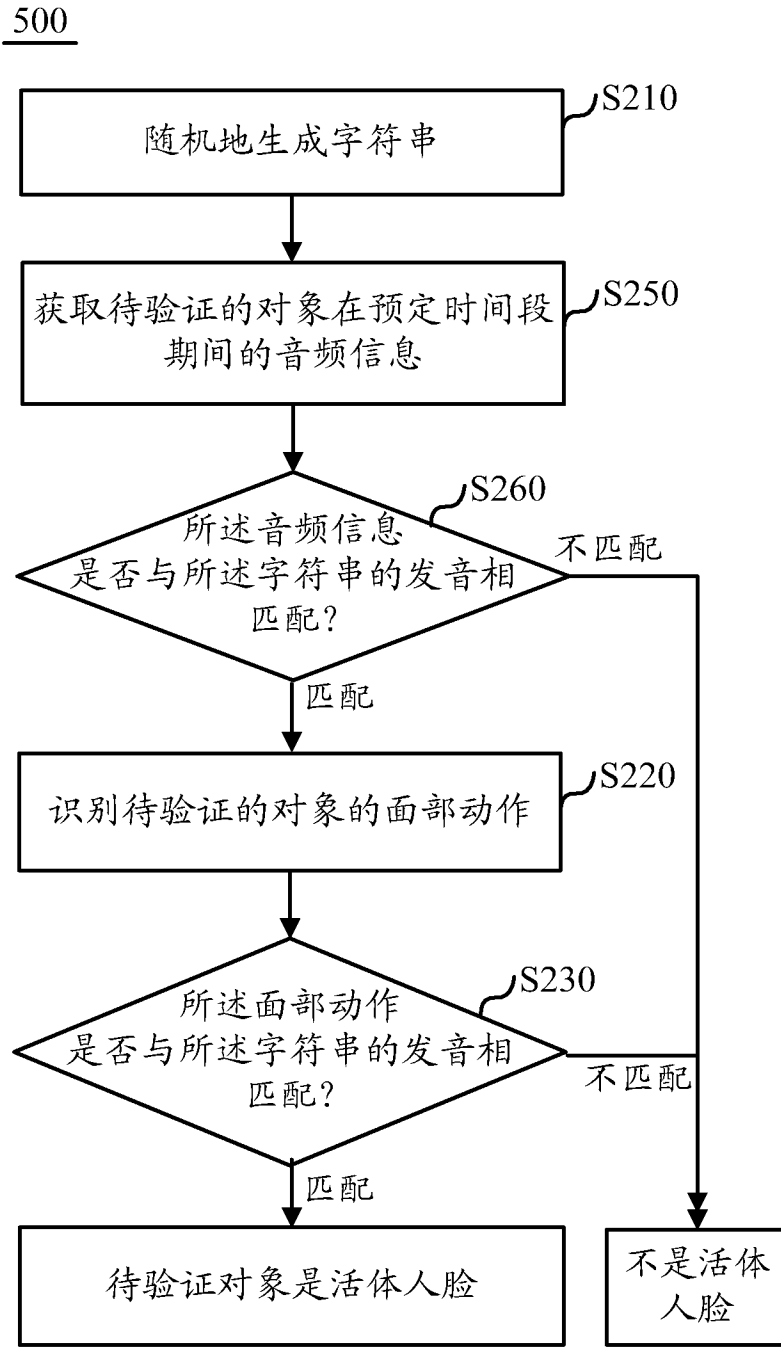 500
S210
随机地生成字符串
S250
获取待验证的对象在预定时间段
期间的音频信息
S260
所述音频信息
是否与所述字符串的发音相
匹配?
不匹配
匹配
S220
识别待验证的对象的面部动作
S230
所述面部动作
是否与所述字符串的发音相
匹配?
不匹配
匹配
待验证对象是活体人脸
不是活体
人脸